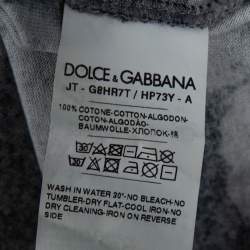 DOLCE & GABBANA
JT - G8HR7T / HP73Y - A
100% COTONE-COTTON-ALGODON-
COTON-ALGODÃO-
BAUMWOLLE-ХЛОПОК-棉
WASH IN WATER 30°-NO BLEACH-NO
TUMBLER-DRY FLAT-COOL IRON-NO
DRY CLEANING-IRON ON REVERSE
SIDE